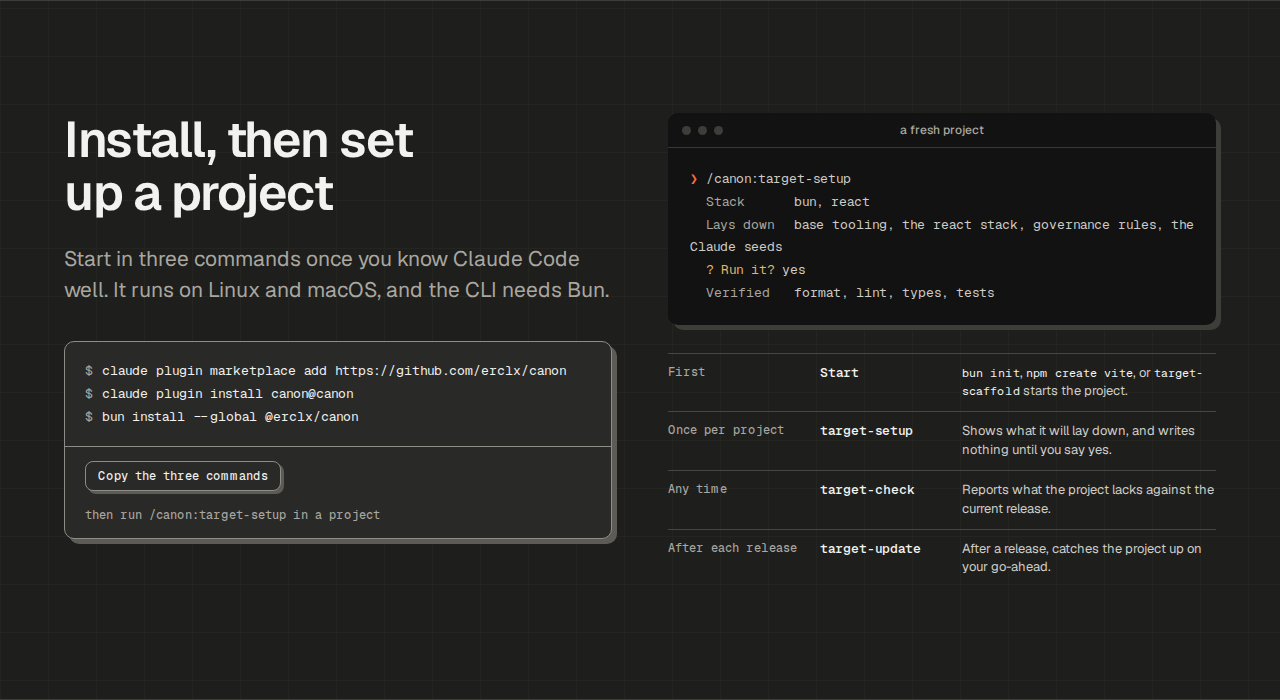 Install, then set
up a project
Start in three commands once you know Claude Code
well. It runs on Linux and macOS, and the CLI needs Bun.
$ claude plugin marketplace add https://github.com/erclx/canon
$ claude plugin install canon@canon
$ bun install --global @erclx/canon
Copy the three commands
then run /canon:target-setup in a project
a fresh project
❯ /canon:target-setup
Stack bun, react
Lays down base tooling, the react stack, governance rules, the
Claude seeds
? Run it? yes
Verified format, lint, types, tests
First Start bun init, npm create vite, or target-
scaffold starts the project.
Once per project target-setup Shows what it will lay down, and writes
nothing until you say yes.
Any time target-check Reports what the project lacks against the
current release.
After each release target-update After a release, catches the project up on
your go-ahead.